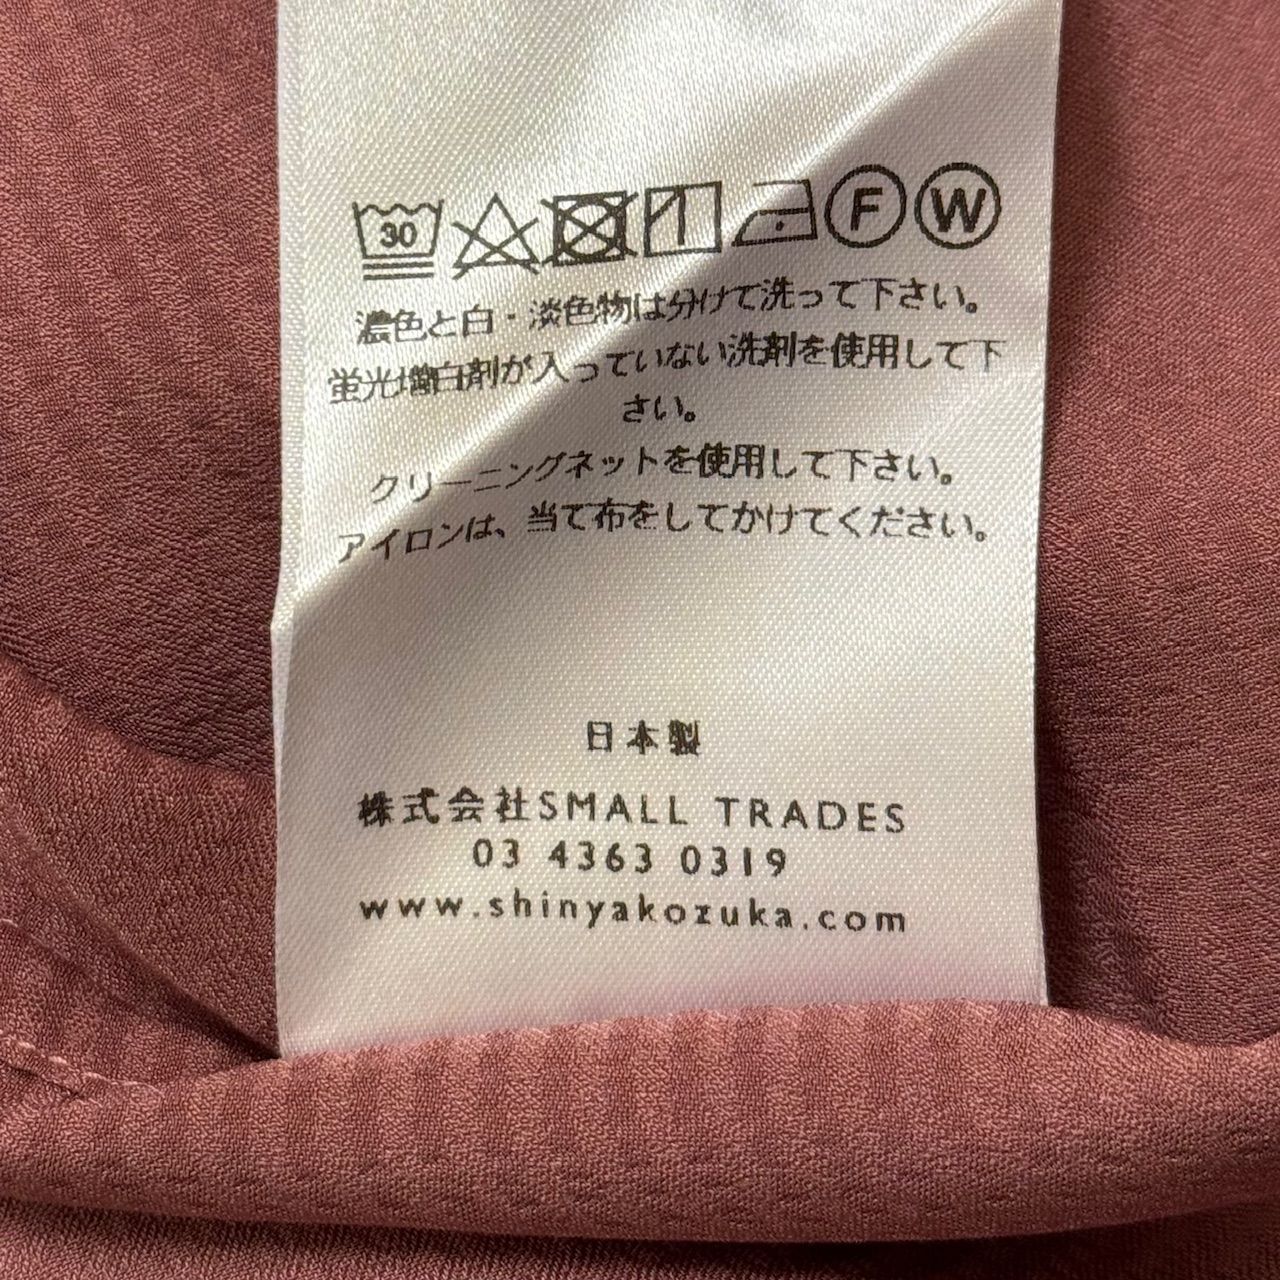 30 F W
濃色と白・淡色物は分けて洗って下さい。
蛍光増白剤が入っていない洗剤を使用して下
さい。
クリーニングネットを使用して下さい。
アイロンは、当て布をしてかけてください。
日本製
株式会社SMALL TRADES
03 4363 0319
www.shinyakozuka.com